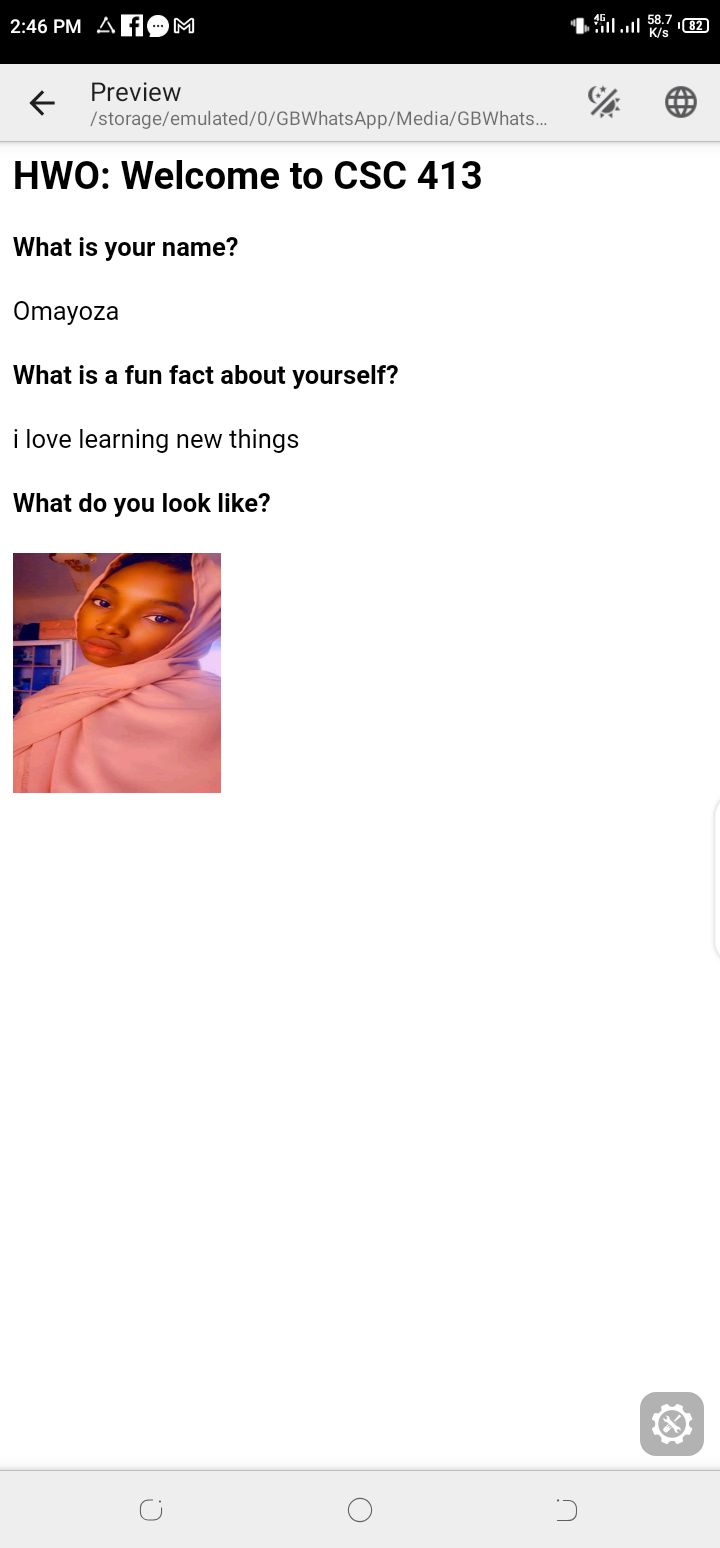 2:46 PM
4G 58.7 K/s 82
Preview
/storage/emulated/0/GBWhatsApp/Media/GBWhats...
HWO: Welcome to CSC 413
What is your name?
Omayoza
What is a fun fact about yourself?
i love learning new things
What do you look like?